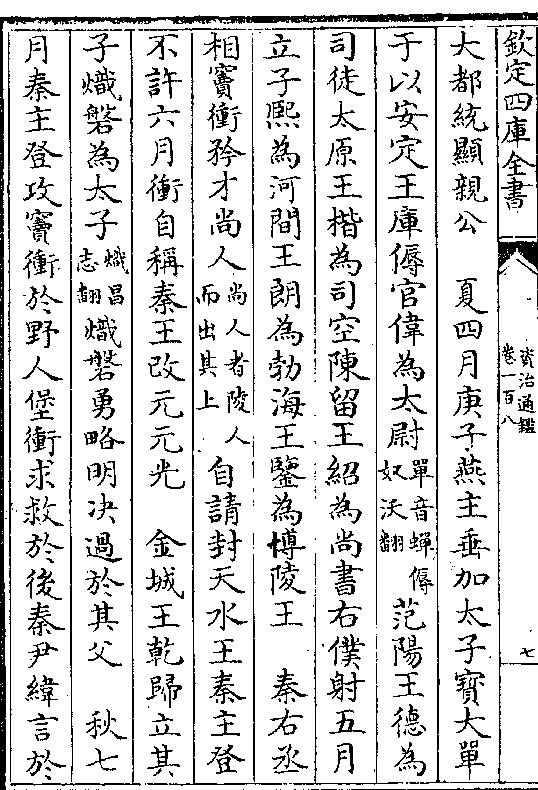 欽定四庫全書
資治通鑑
卷一百八
七
大都統顯親公　夏四月庚子燕主垂加太子寶大單
于以安定王庫傉官偉為太尉單音蟬傉奴沃翻范陽王德為
司徒太原王楷為司空陳留王紹為尚書右僕射五月
立子熙為河間王朗為勃海王鑒為博陵王　秦右丞
相竇衝矜才尚人尚人者陵人而出其上自請封天水王秦主登
不許六月衝自稱秦王改元元光　金城王乾歸立其
子熾磐為太子熾昌志翻熾磐勇略明决過於其父　秋七
月秦主登攻竇衝於野人堡衝求救於後秦尹緯言於